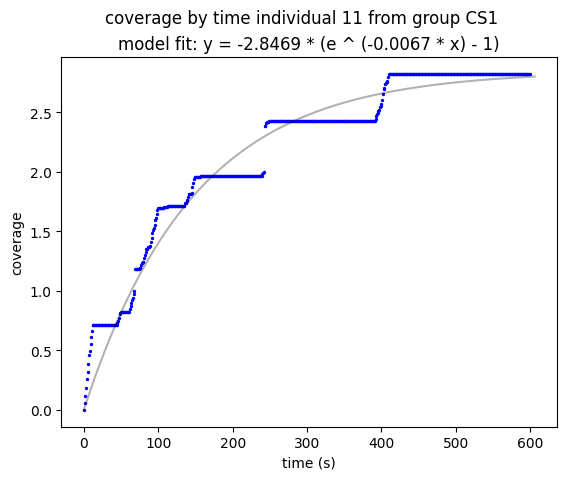 coverage by time individual 11 from group CS1
model fit: y = -2.8469 * (e ^ (-0.0067 * x) - 1)
2.5
2.0
1.5
1.0
0.5
0.0
coverage
0 100 200 300 400 500 600
time (s)